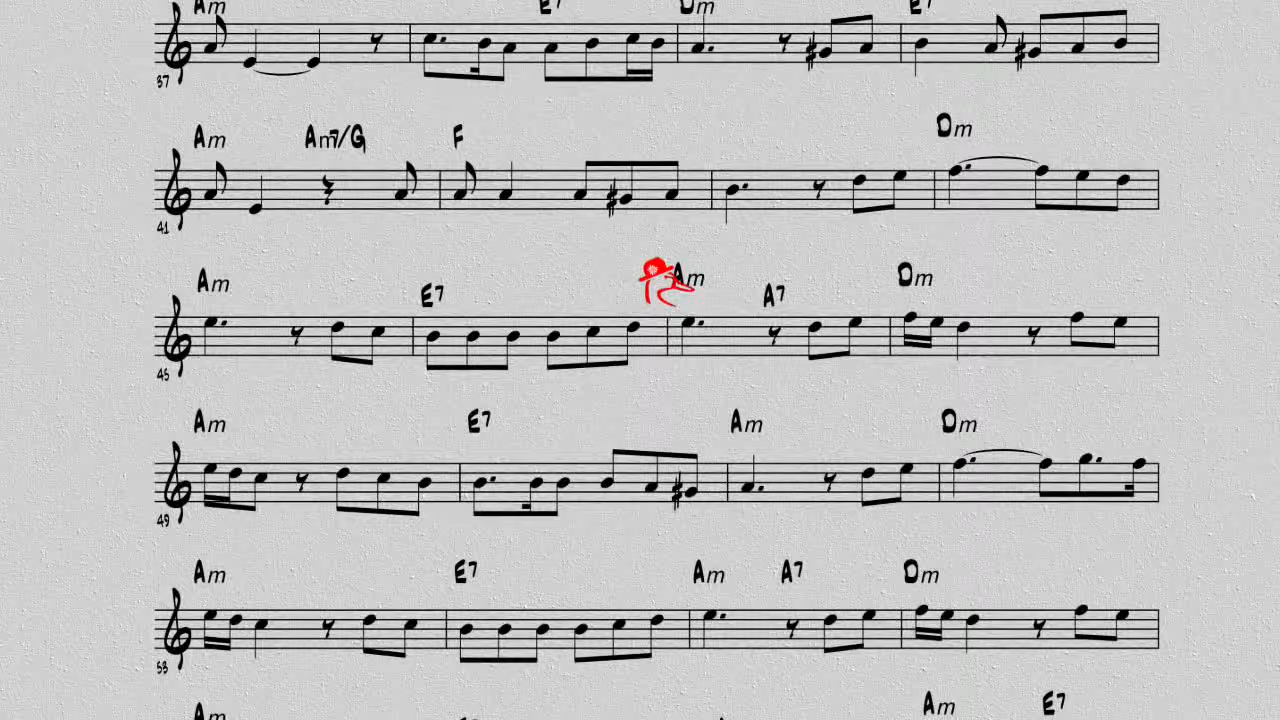 Am E7 Dm E7
37
Am Am7/G F Dm
41
Am E7 Am A7 Dm
45
Am E7 Am Dm
49
Am E7 Am A7 Dm
53
Am Am E7